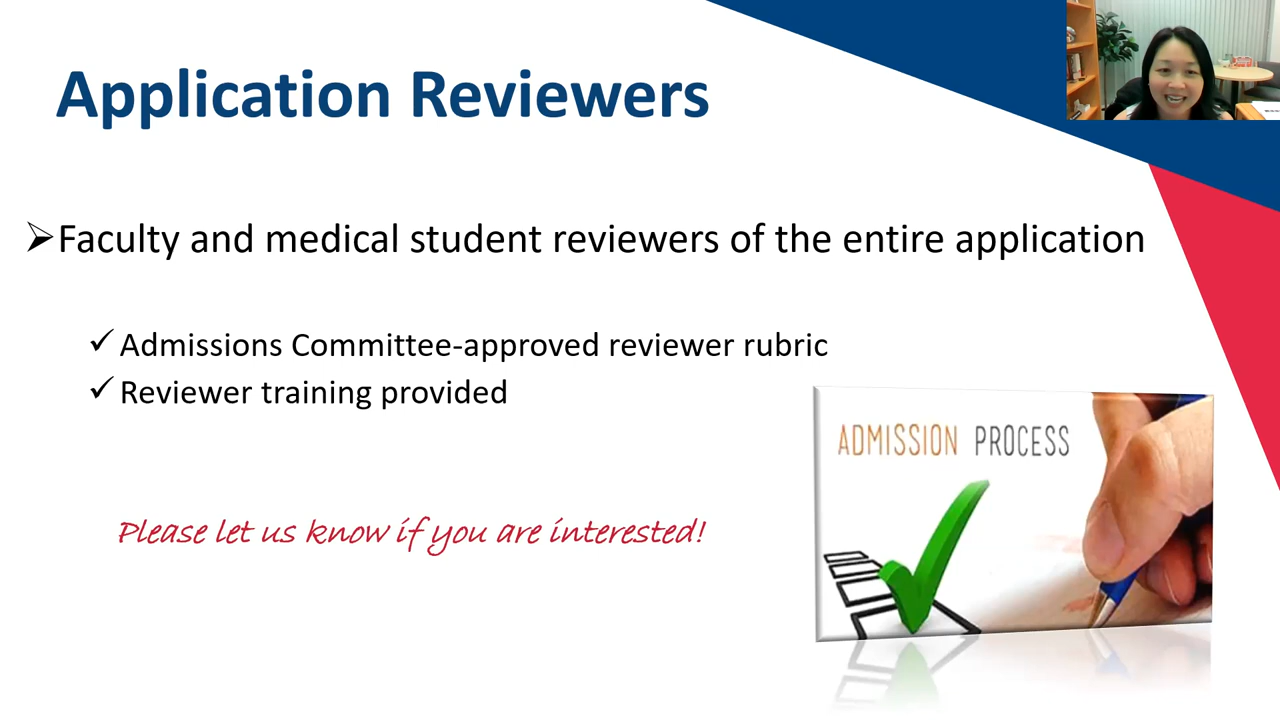 Application Reviewers
Faculty and medical student reviewers of the entire application
Admissions Committee-approved reviewer rubric
Reviewer training provided
ADMISSION PROCESS
Please let us know if you are interested!